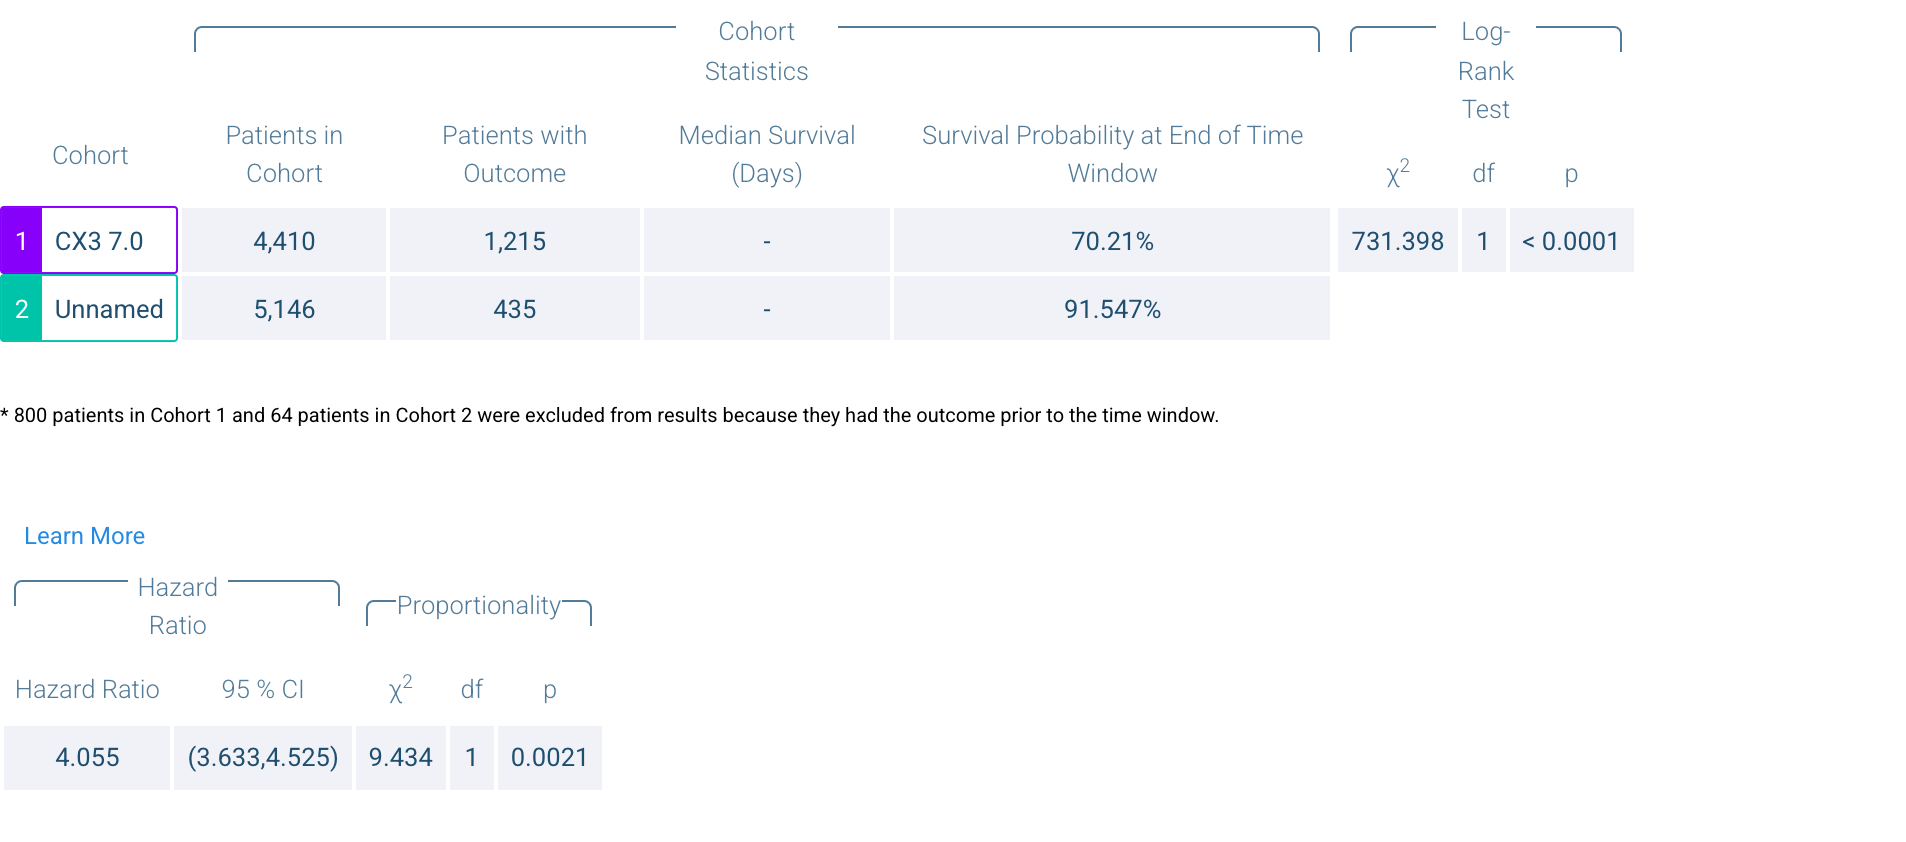 Cohort
Statistics
Log-
Rank
Test
Cohort
Patients in
Cohort
Patients with
Outcome
Median Survival
(Days)
Survival Probability at End of Time
Window
χ²
df
p
1 CX3 7.0 4,410 1,215 - 70.21% 731.398 1 < 0.0001
2 Unnamed 5,146 435 - 91.547%
* 800 patients in Cohort 1 and 64 patients in Cohort 2 were excluded from results because they had the outcome prior to the time window.
Learn More
Hazard
Ratio
Proportionality
Hazard Ratio 95 % CI χ² df p
4.055 (3.633,4.525) 9.434 1 0.0021